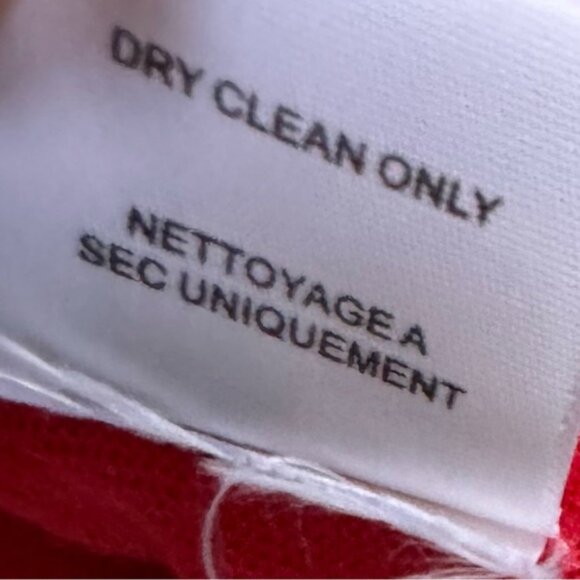 DRY CLEAN ONLY
NETTOYAGE A
SEC UNIQUEMENT